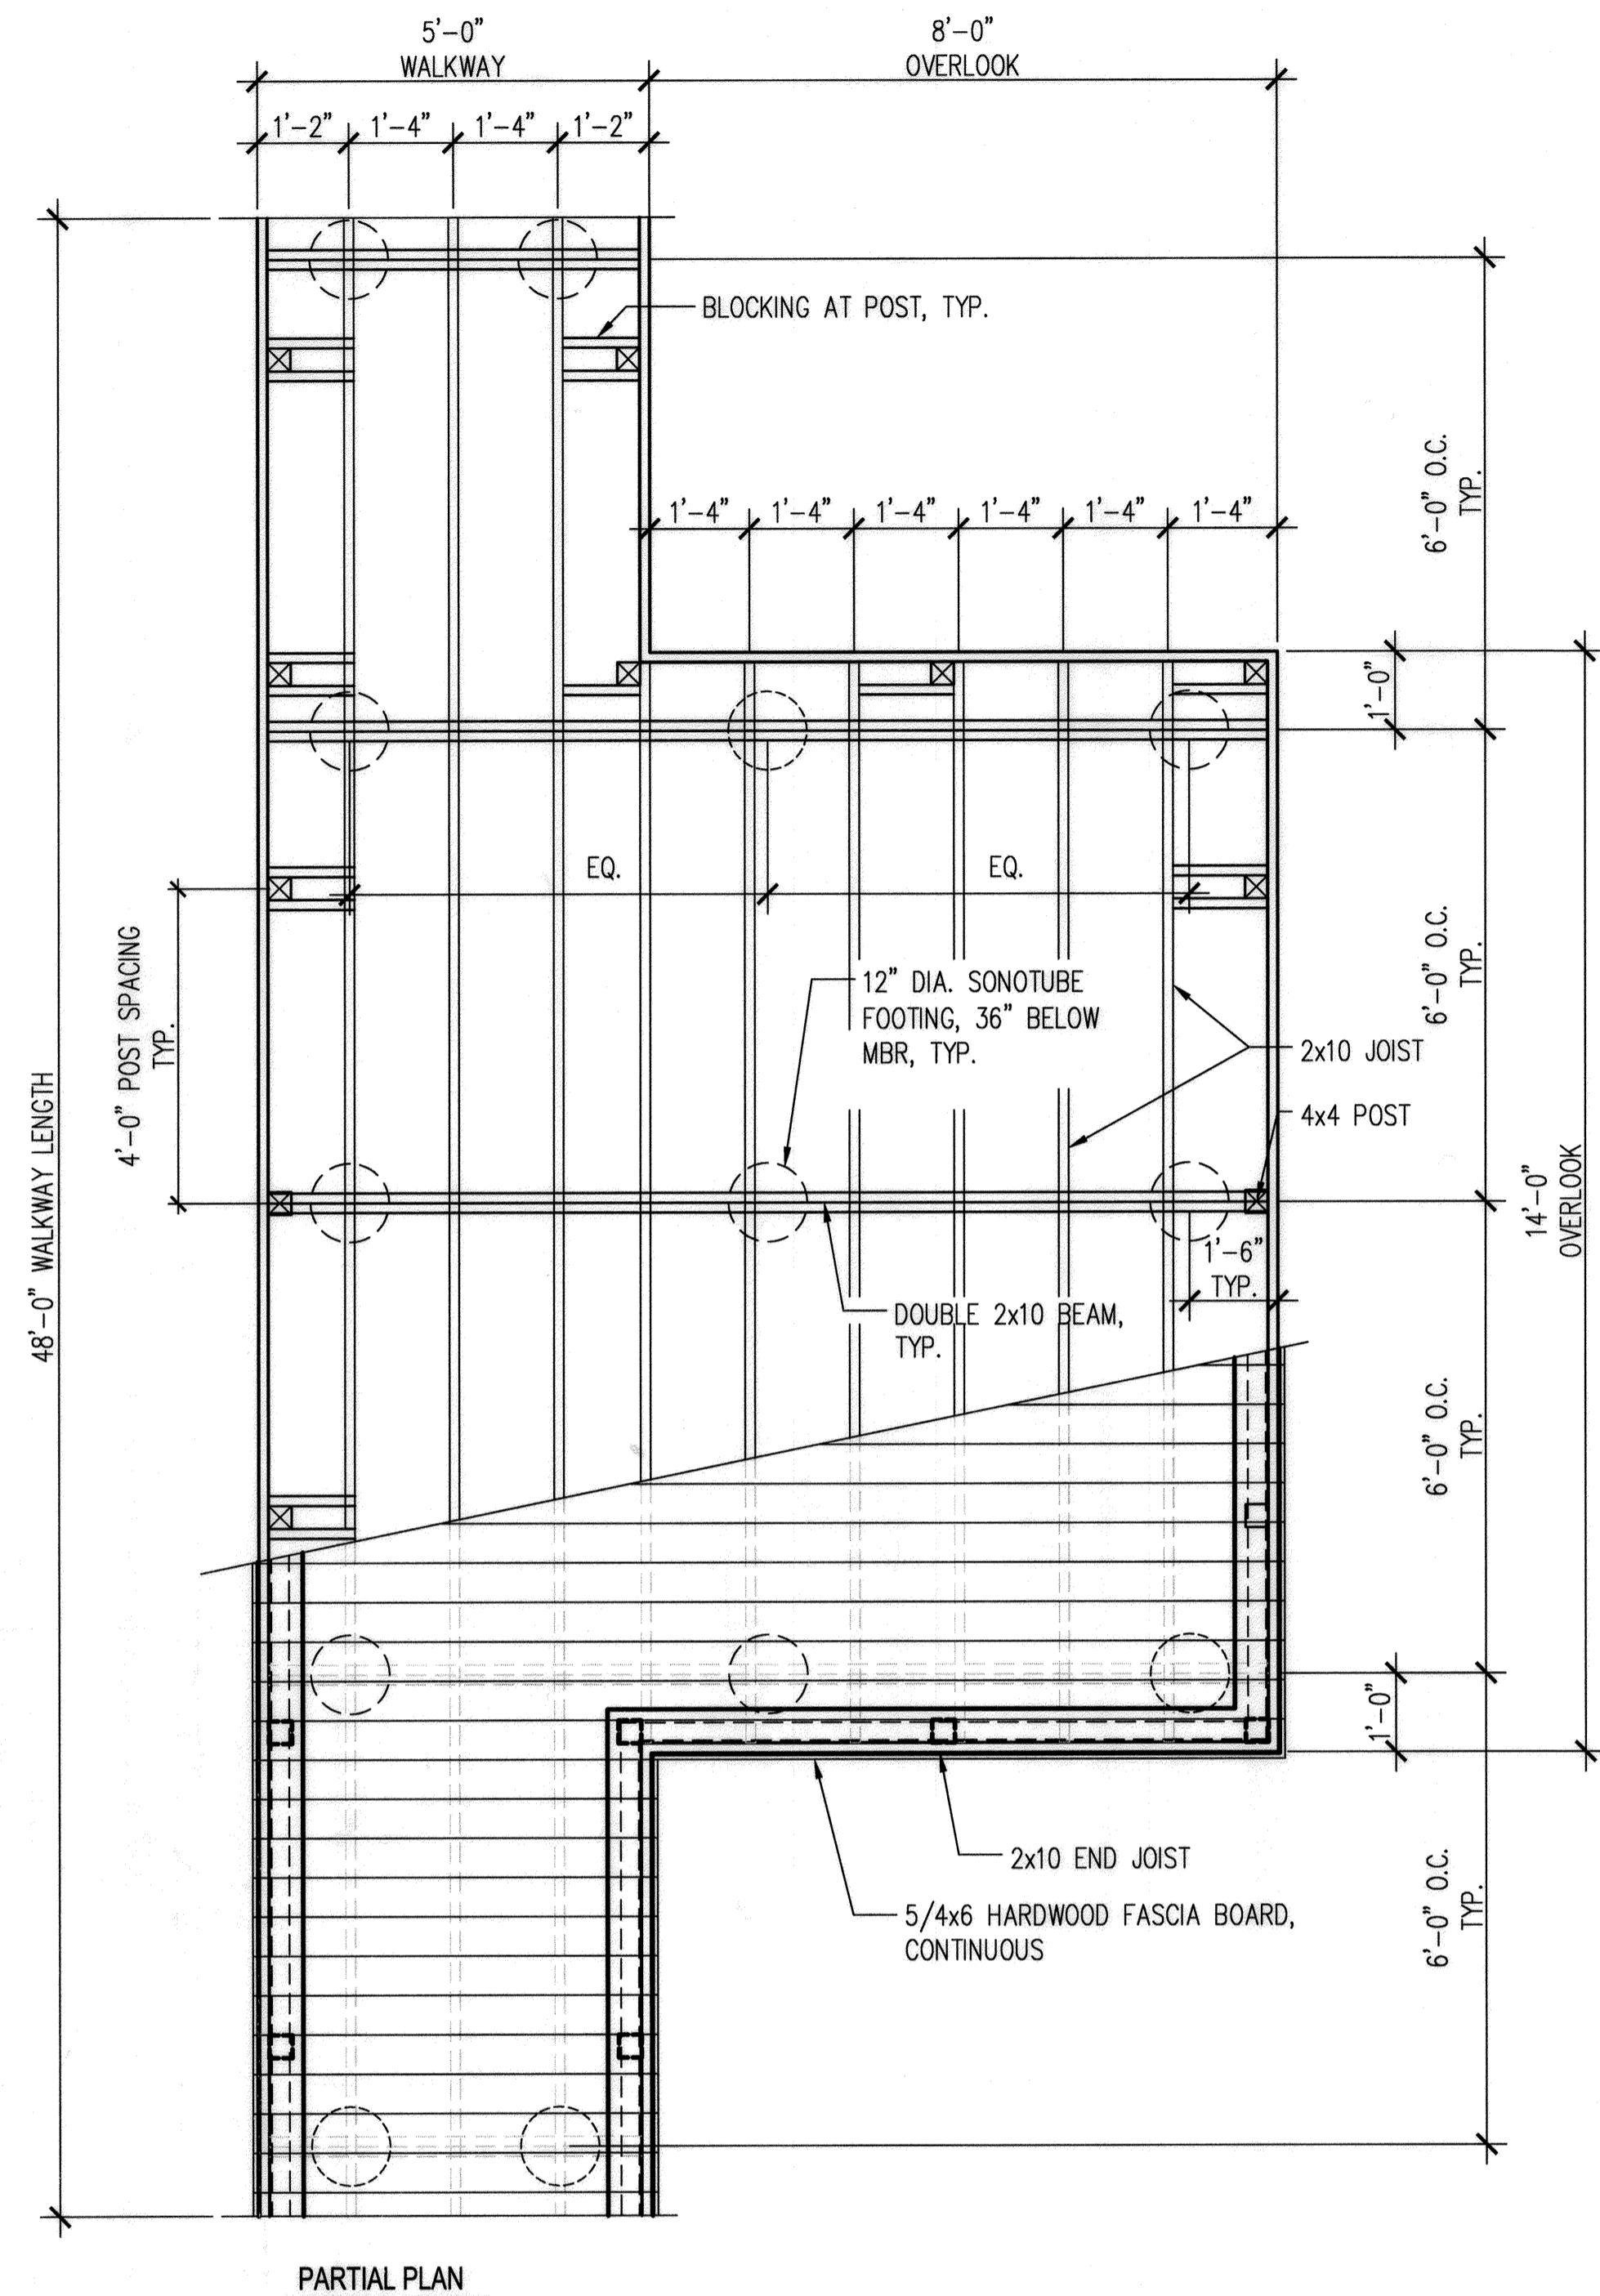 5'-0"
WALKWAY
8'-0"
OVERLOOK
1'-2"
1'-4"
1'-4"
1'-2"
BLOCKING AT POST, TYP.
6'-0" O.C.
TYP.
1'-4"
1'-4"
1'-4"
1'-4"
1'-4"
1'-4"
1'-0"
EQ.
EQ.
4'-0" POST SPACING
TYP.
12" DIA. SONOTUBE
FOOTING, 36" BELOW
MBR, TYP.
6'-0" O.C.
TYP.
2x10 JOIST
4x4 POST
48'-0" WALKWAY LENGTH
14'-0"
OVERLOOK
1'-6"
TYP.
DOUBLE 2x10 BEAM,
TYP.
6'-0" O.C.
TYP.
1'-0"
2x10 END JOIST
5/4x6 HARDWOOD FASCIA BOARD,
CONTINUOUS
6'-0" O.C.
TYP.
PARTIAL PLAN